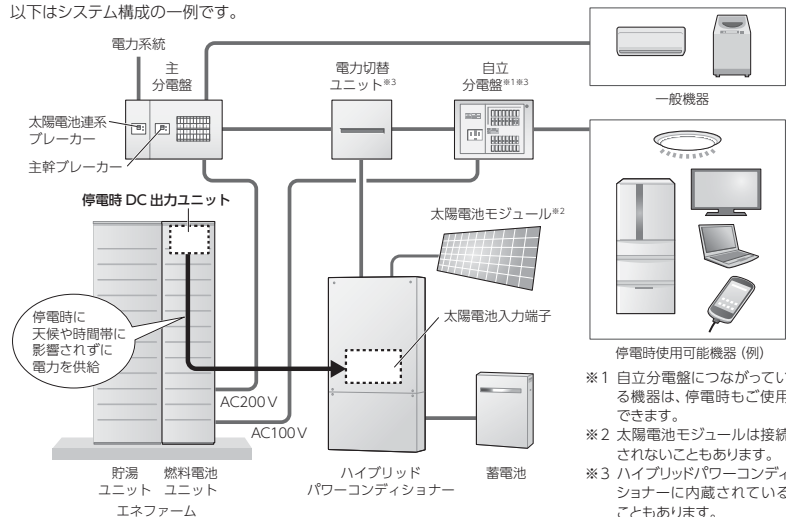 以下はシステム構成の一例です。
電力系統
主
分電盤
電力切替
ユニット※3
自立
分電盤※1※3
一般機器
太陽電池連系
ブレーカー
主幹ブレーカー
停電時 DC 出力ユニット
太陽電池モジュール※2
停電時に
天候や時間帯に
影響されずに
電力を供給
太陽電池入力端子
AC200V
AC100V
停電時使用可能機器 (例)
貯湯
ユニット
燃料電池
ユニット
エネファーム
ハイブリッド
パワーコンディショナー
蓄電池
※1 自立分電盤につながってい
る機器は、停電時もご使用
できます。
※2 太陽電池モジュールは接続
されないこともあります。
※3 ハイブリッドパワーコンディ
ショナーに内蔵されている
こともあります。